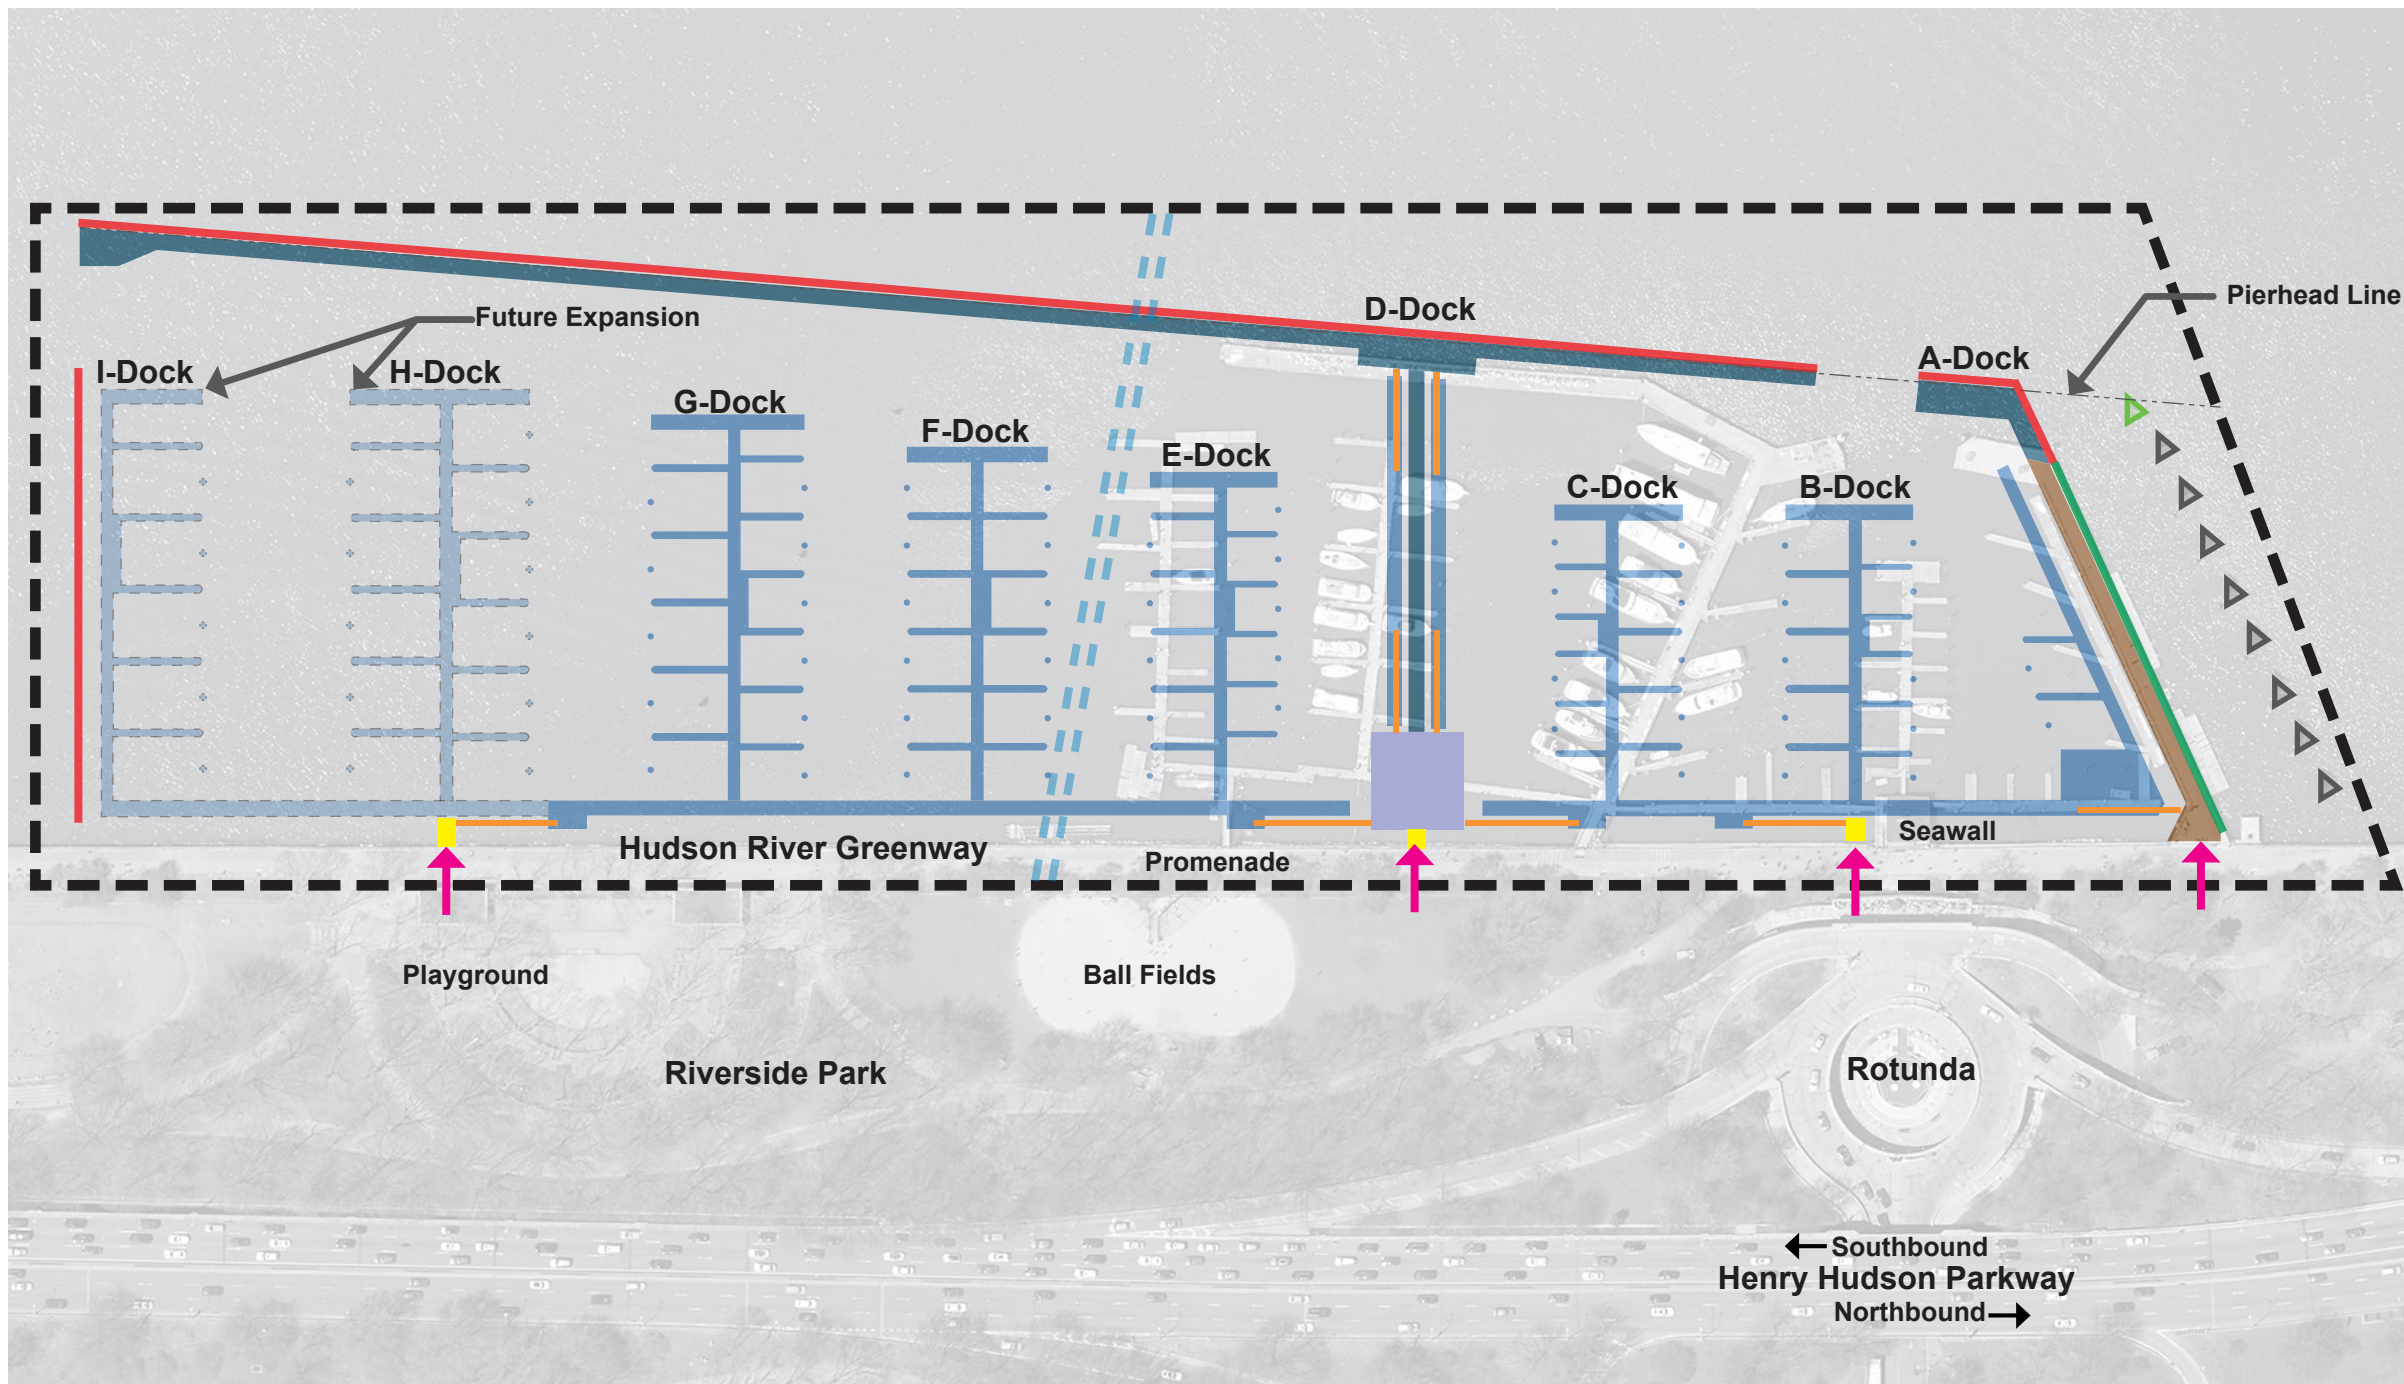 Pierhead Line
D-Dock
Future Expansion
A-Dock
I-Dock
H-Dock
G-Dock
F-Dock
E-Dock
C-Dock
B-Dock
Seawall
Hudson River Greenway
Promenade
Playground
Ball Fields
Riverside Park
Rotunda
Southbound
Henry Hudson Parkway
Northbound